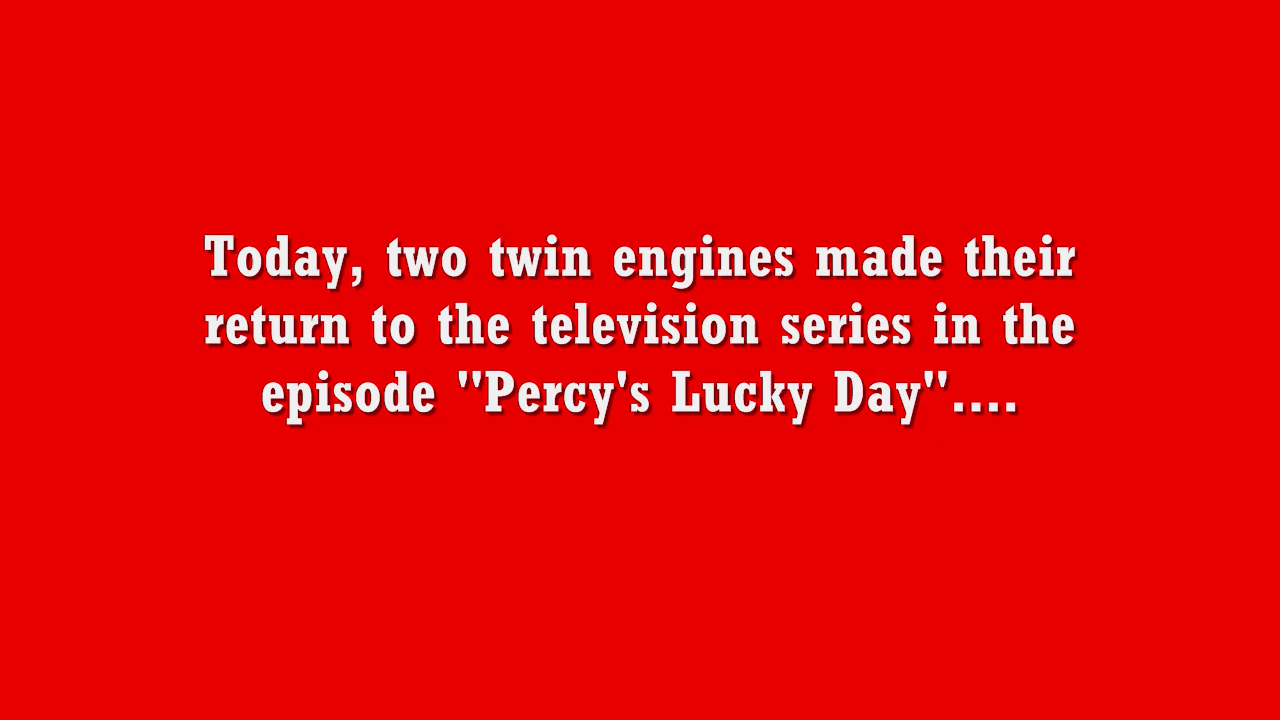 Today, two twin engines made their
return to the television series in the
episode "Percy's Lucky Day"....